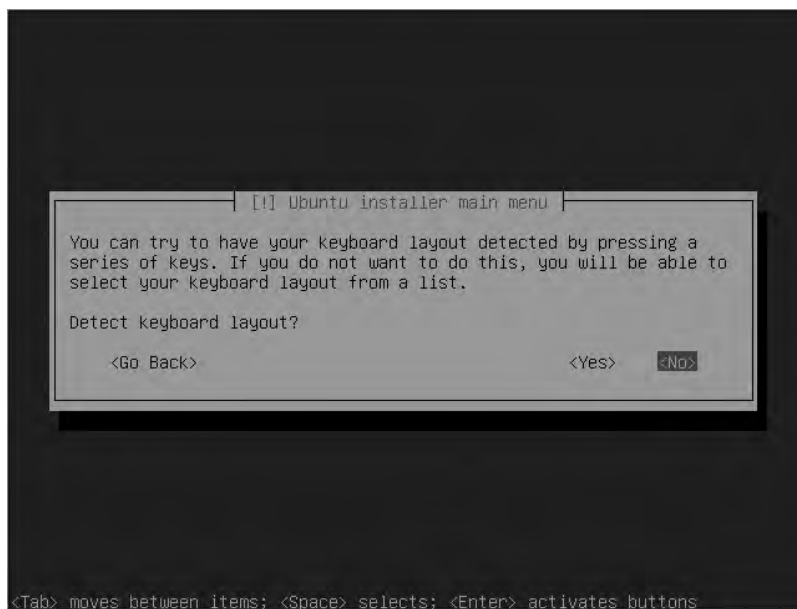 [!] Ubuntu installer main menu
You can try to have your keyboard layout detected by pressing a
series of keys. If you do not want to do this, you will be able to
select your keyboard layout from a list.
Detect keyboard layout?
<Go Back> <Yes> <No>
<Tab> moves between items; <Space> selects; <Enter> activates buttons